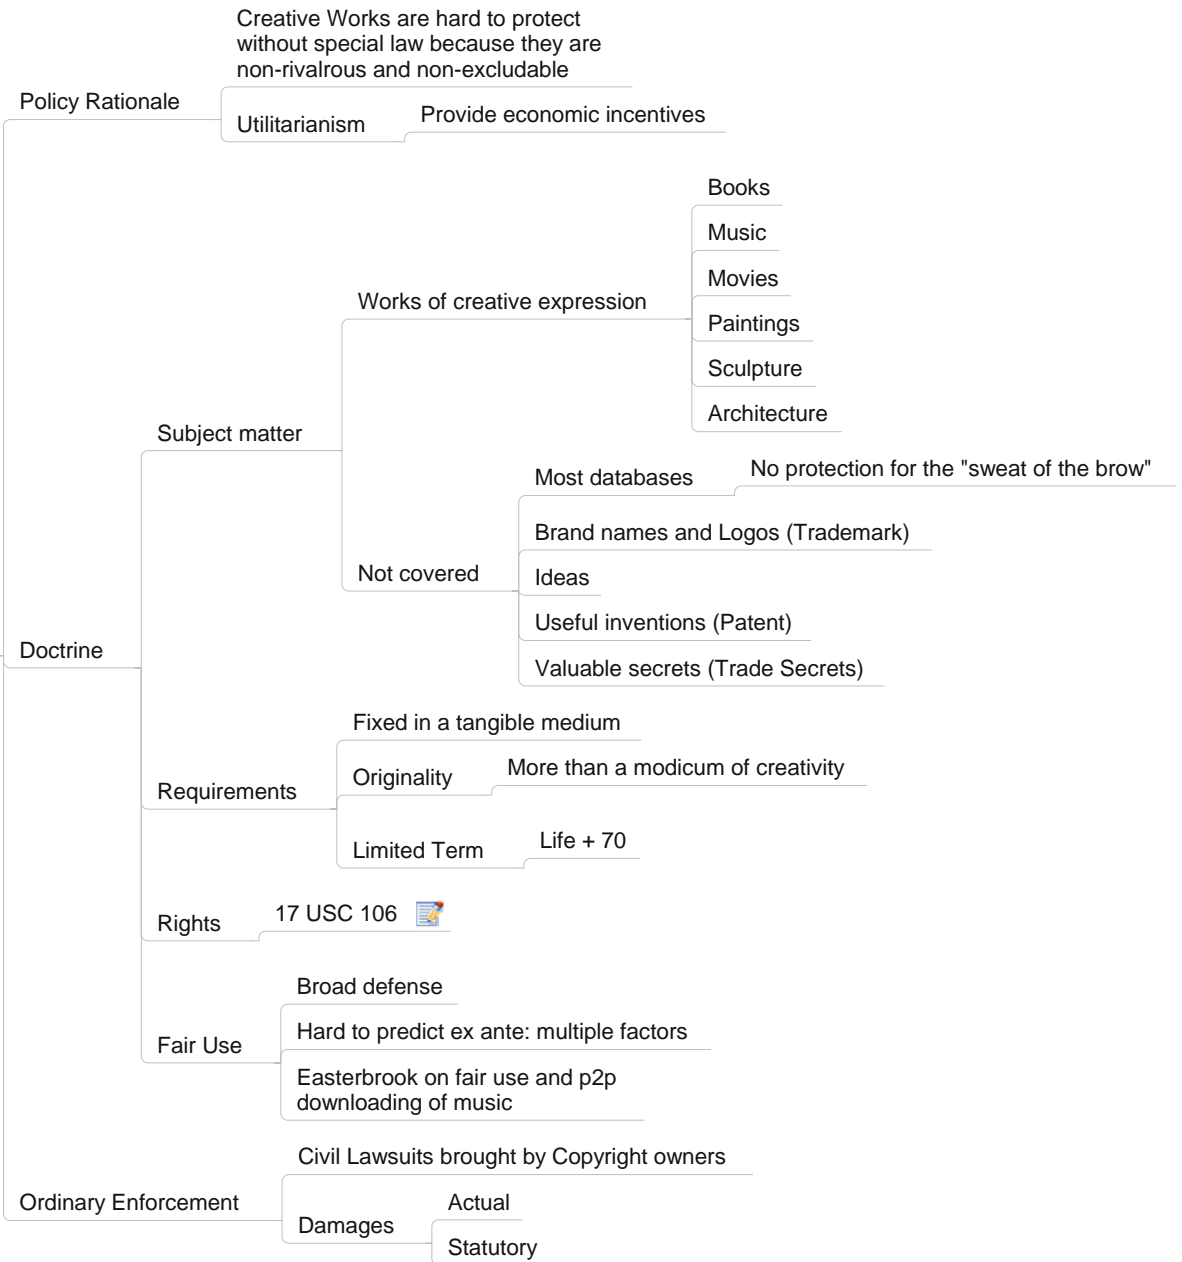 Creative Works are hard to protect
without special law because they are
non-rivalrous and non-excludable
Policy Rationale
Utilitarianism
Provide economic incentives
Books
Music
Movies
Works of creative expression
Paintings
Sculpture
Architecture
Subject matter
Most databases
No protection for the "sweat of the brow"
Brand names and Logos (Trademark)
Not covered
Ideas
Useful inventions (Patent)
Valuable secrets (Trade Secrets)
Doctrine
Fixed in a tangible medium
Requirements
Originality
More than a modicum of creativity
Limited Term
Life + 70
Rights
17 USC 106
Broad defense
Fair Use
Hard to predict ex ante: multiple factors
Easterbrook on fair use and p2p
downloading of music
Civil Lawsuits brought by Copyright owners
Ordinary Enforcement
Damages
Actual
Statutory